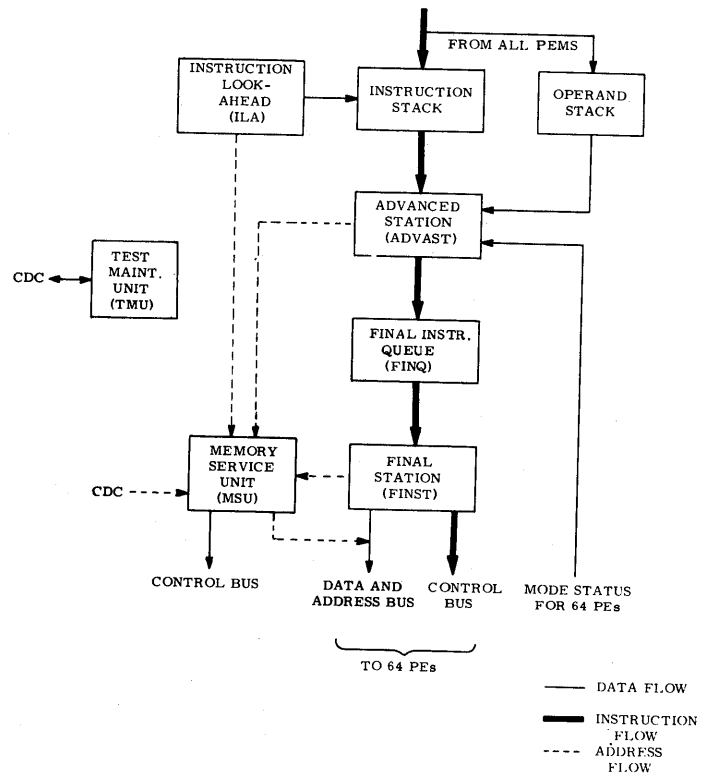 FROM ALL PEMS
INSTRUCTION
LOOK-
AHEAD
(ILA)
INSTRUCTION
STACK
OPERAND
STACK
ADVANCED
STATION
(ADVAST)
TEST
MAINT.
UNIT
(TMU)
CDC
FINAL INSTR.
QUEUE
(FINQ)
MEMORY
SERVICE
UNIT
(MSU)
FINAL
STATION
(FINST)
CDC
CONTROL BUS
DATA AND
ADDRESS BUS
CONTROL
BUS
MODE STATUS
FOR 64 PEs
TO 64 PEs
DATA FLOW
INSTRUCTION
FLOW
ADDRESS
FLOW